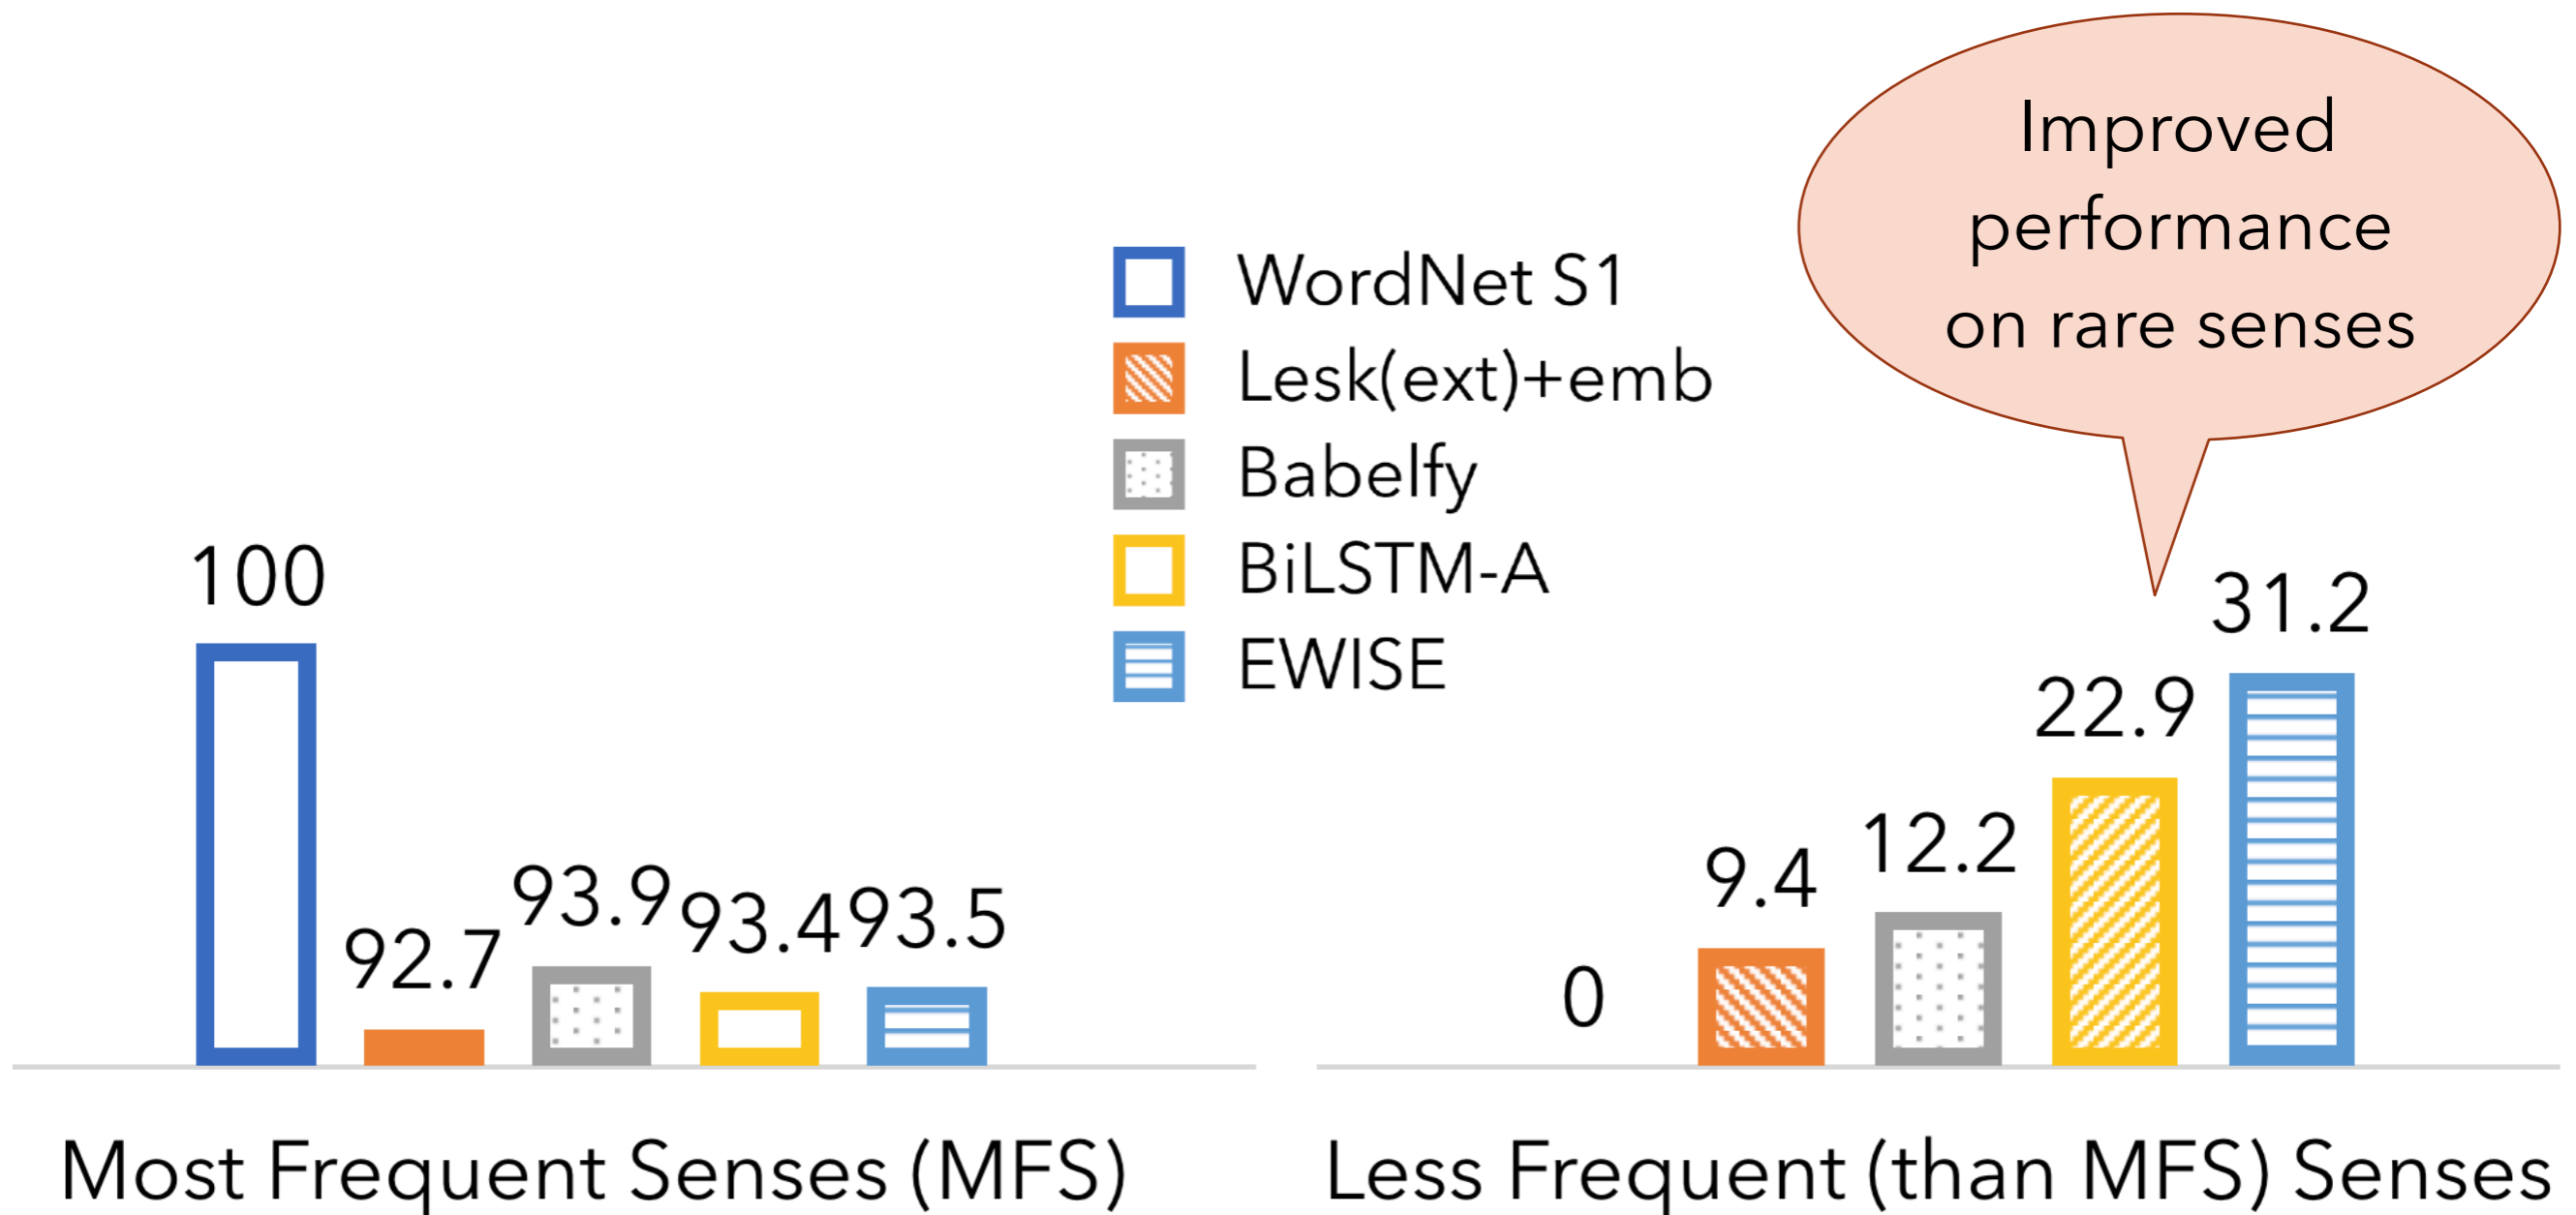 Improved
performance
on rare senses
WordNet S1
Lesk(ext)+emb
Babelfy
BiLSTM-A
EWISE
100
92.7
93.9
93.4
93.5
Most Frequent Senses (MFS)
0
9.4
12.2
22.9
31.2
Less Frequent (than MFS) Senses